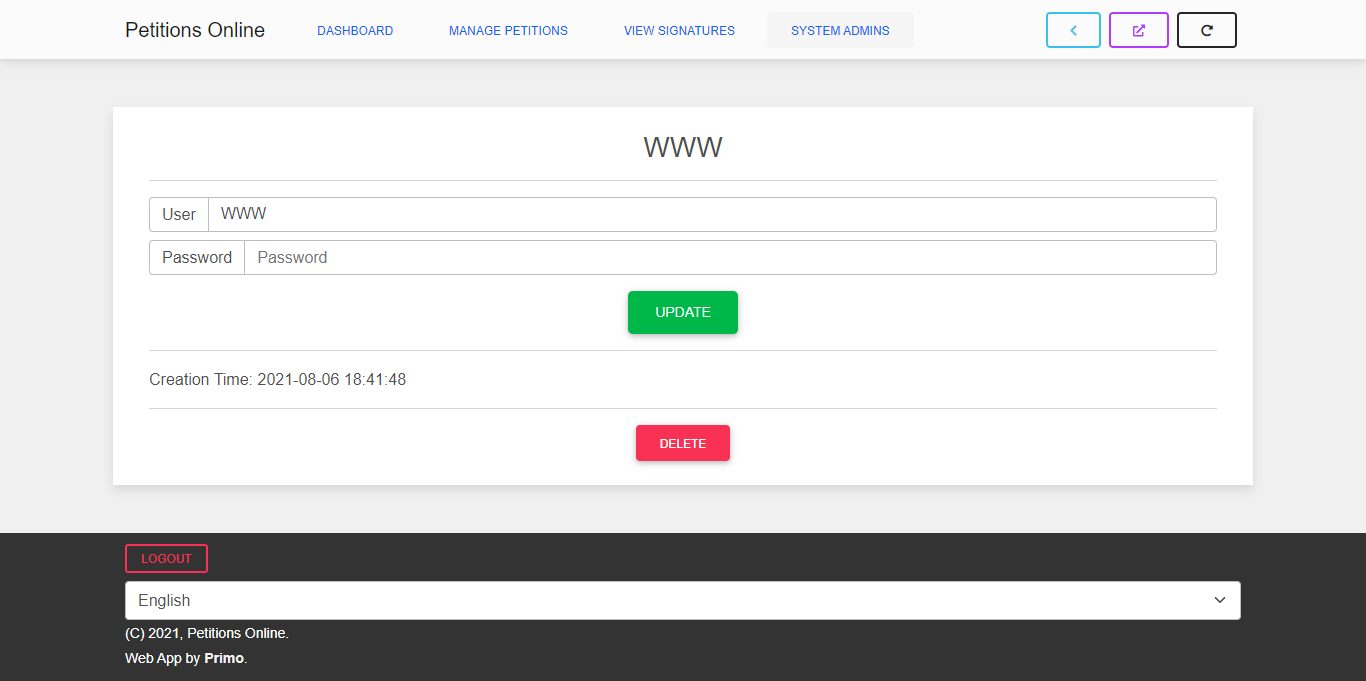 Petitions Online DASHBOARD MANAGE PETITIONS VIEW SIGNATURES SYSTEM ADMINS
WWW
User WWW
Password Password
UPDATE
Creation Time: 2021-08-06 18:41:48
DELETE
LOGOUT
English
(C) 2021, Petitions Online.
Web App by Primo.